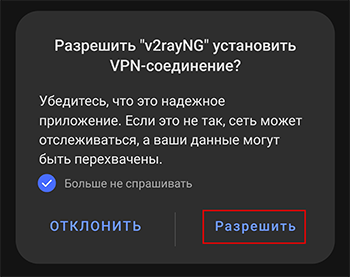 Разрешить "v2rayNG" установить
VPN-соединение?
Убедитесь, что это надежное
приложение. Если это не так, сеть может
отслеживаться, а ваши данные могут
быть перехвачены.
Больше не спрашивать
ОТКЛОНИТЬ
Разрешить